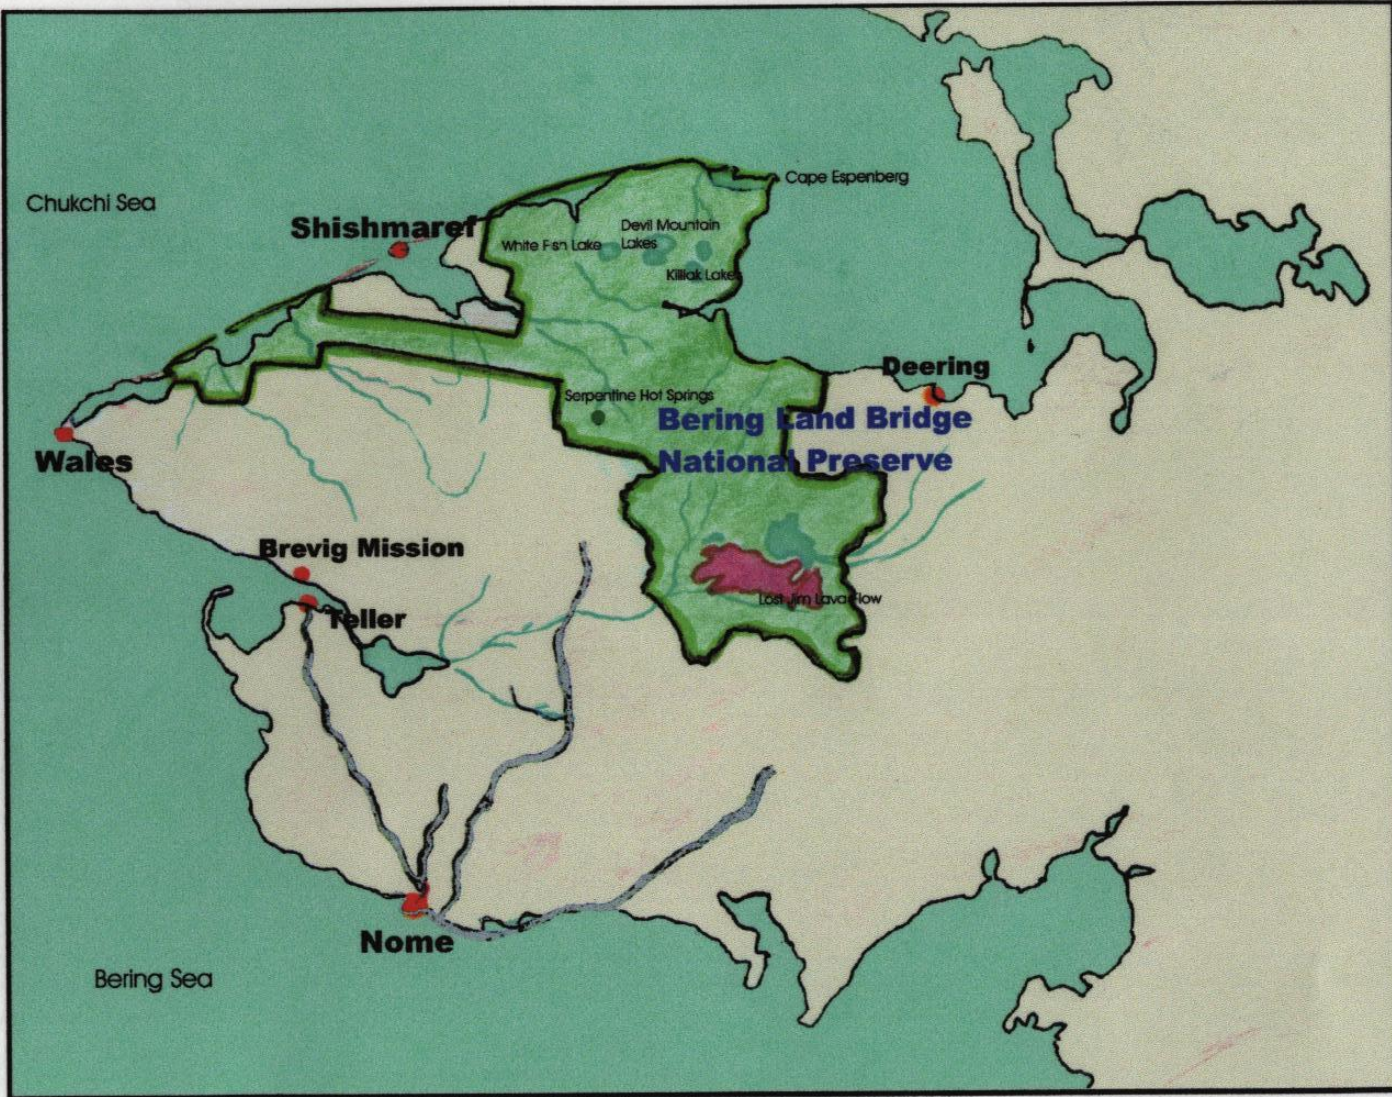 Cape Espenberg
Chukchi Sea
Shishmaref
Devil Mountain
Lakes
White Fish Lake
Killiak Lakes
Deering
Serpentine Hot Springs
Bering Land Bridge
National Preserve
Wales
Brevig Mission
Lost Jim Lava Flow
Teller
Nome
Bering Sea